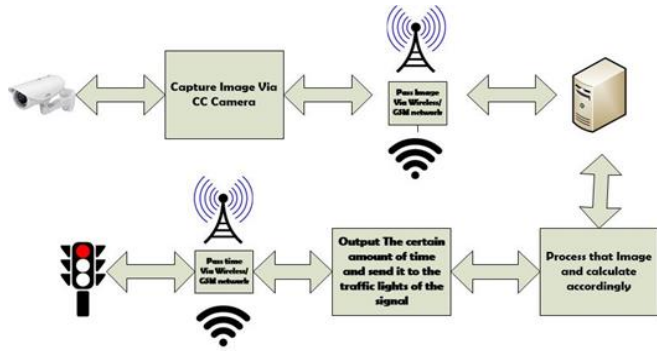 Capture Image Via
CC Camera
Pass Image
Via Wireless/
GSM network
Process that Image
and calculate
accordingly
Output The certain
amount of time
and send it to the
traffic lights of the
signal
Pass time
Via Wireless/
GSM network